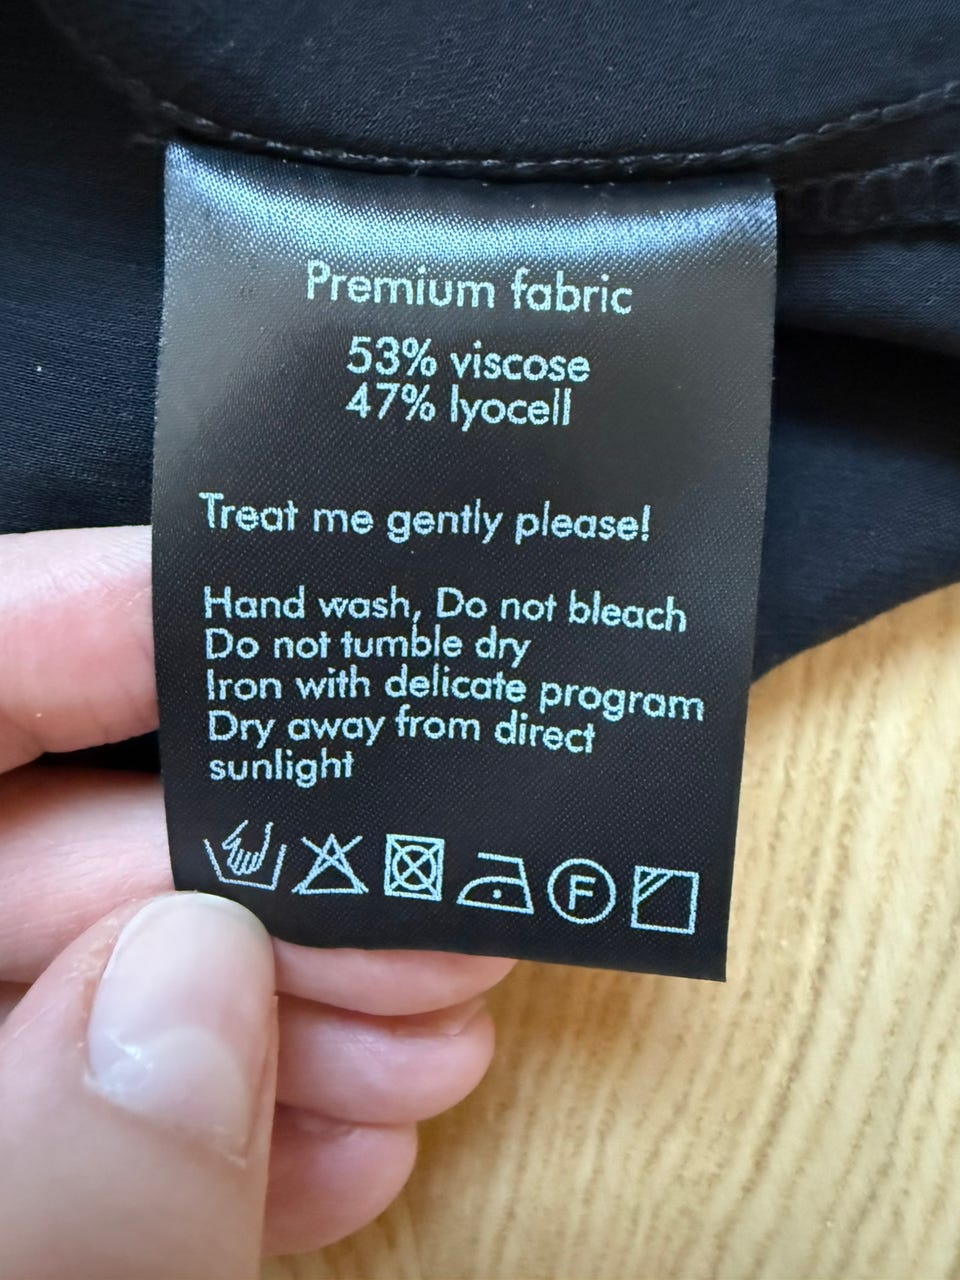 Premium fabric
53% viscose
47% lyocell
Treat me gently please!
Hand wash, Do not bleach
Do not tumble dry
Iron with delicate program
Dry away from direct
sunlight
F